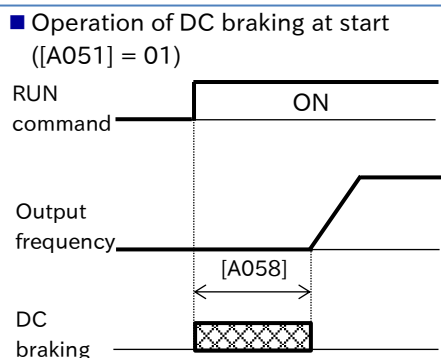 ■ Operation of DC braking at start
([A051] = 01)
RUN
command
ON
Output
frequency
[A058]
DC
braking